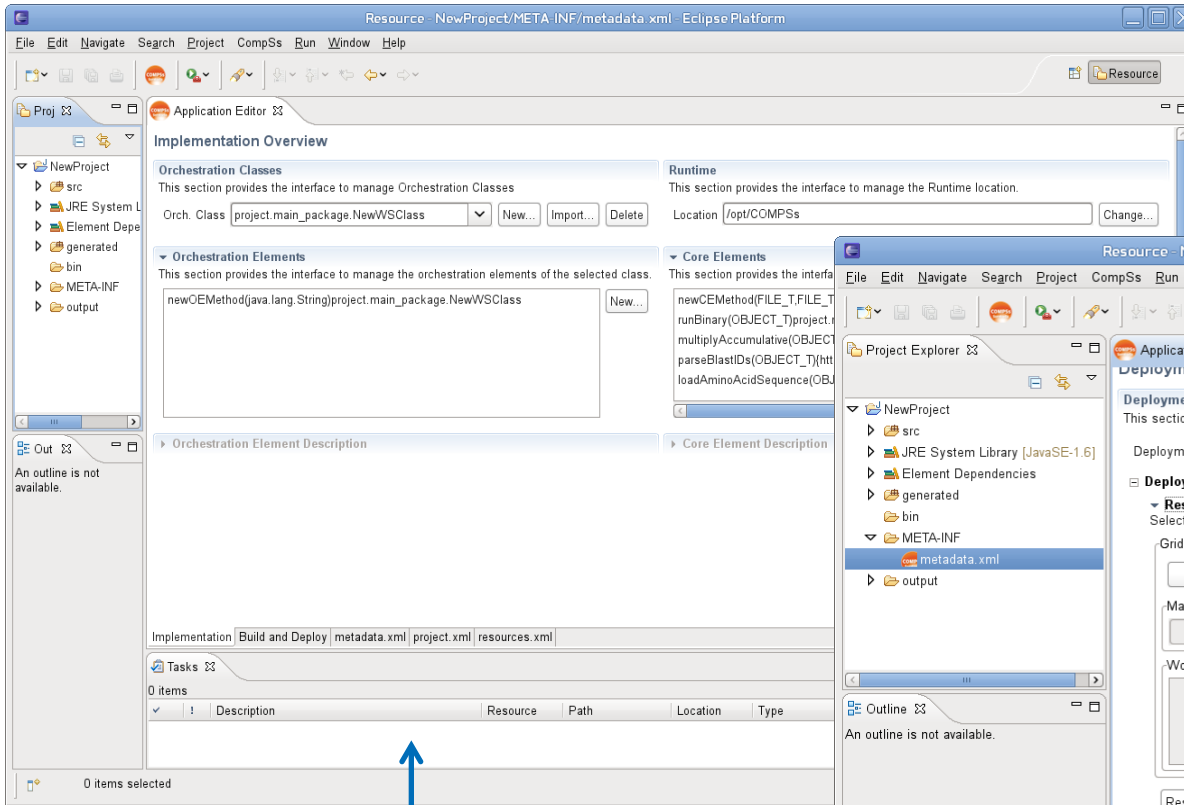 Resource - NewProject/META-INF/metadata.xml - Eclipse Platform
File Edit Navigate Search Project CompSs Run Window Help
Resource
Proj
Application Editor
Implementation Overview
NewProject
src
JRE System L
Element Depe
generated
bin
META-INF
output
Orchestration Classes
This section provides the interface to manage Orchestration Classes
Orch. Class project.main_package.NewWSClass New... Import... Delete
Runtime
This section provides the interface to manage the Runtime location.
Location /opt/COMPSs Change...
Orchestration Elements
This section provides the interface to manage the orchestration elements of the selected class.
newOEMethod(java.lang.String)project.main_package.NewWSClass New...
Core Elements
This section provides the interfa
newCEMethod(FILE_T,FILE_T
runBinary(OBJECT_T)project.r
multiplyAccumulative(OBJECT
parseBlastIDs(OBJECT_T){htt
loadAminoAcidSequence(OBJ
Orchestration Element Description
Core Element Description
Out
An outline is not
available.
Implementation Build and Deploy metadata.xml project.xml resources.xml
Tasks
0 items
! Description Resource Path Location Type
0 items selected
Resource -
File Edit Navigate Search Project CompSs Run
Project Explorer
NewProject
src
JRE System Library [JavaSE-1.6]
Element Dependencies
generated
bin
META-INF
metadata.xml
output
Outline
An outline is not available.
Applica
Deploym
Deployme
This sectio
Deploym
Deploy
Res
Select
Grid
Ma
Wo
Res